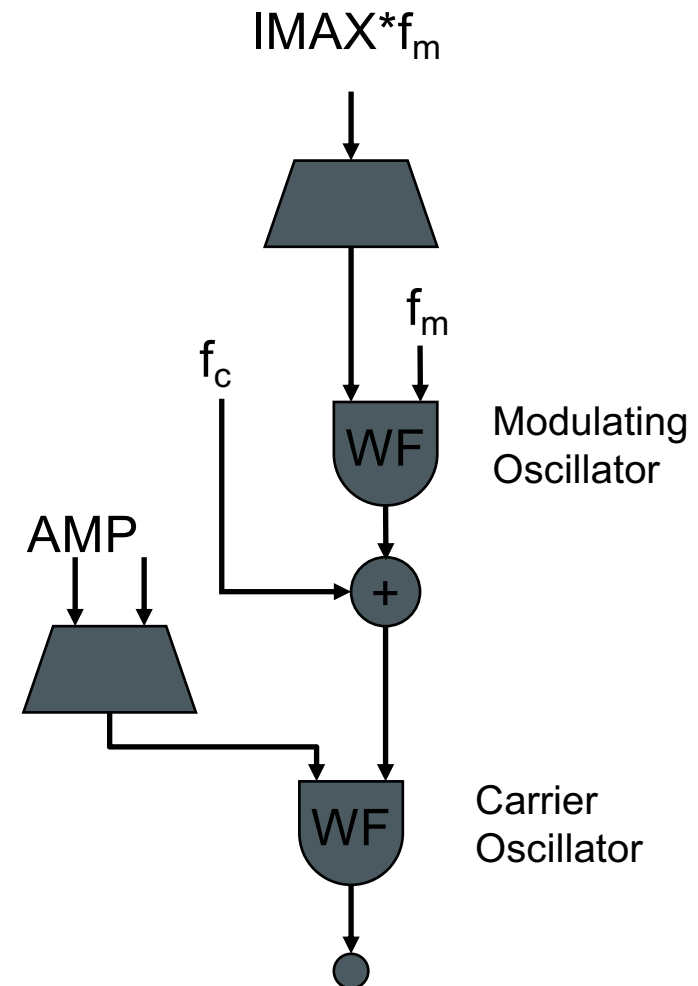 IMAX*fm
fm
fc
WF
Modulating
Oscillator
AMP
+
WF
Carrier
Oscillator